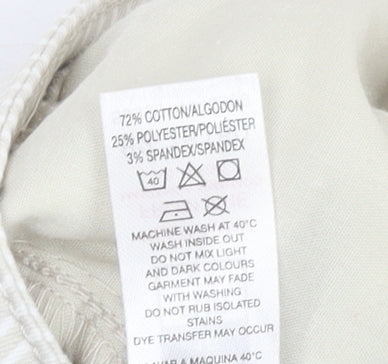 72% COTTON/ALGODON
25% POLYESTER/POLIÉSTER
3% SPANDEX/SPANDEX
40
MACHINE WASH AT 40°C
WASH INSIDE OUT
DO NOT MIX LIGHT
AND DARK COLOURS
GARMENT MAY FADE
WITH WASHING
DO NOT RUB ISOLATED
STAINS
DYE TRANSFER MAY OCCUR
A MAQUINA 40°C